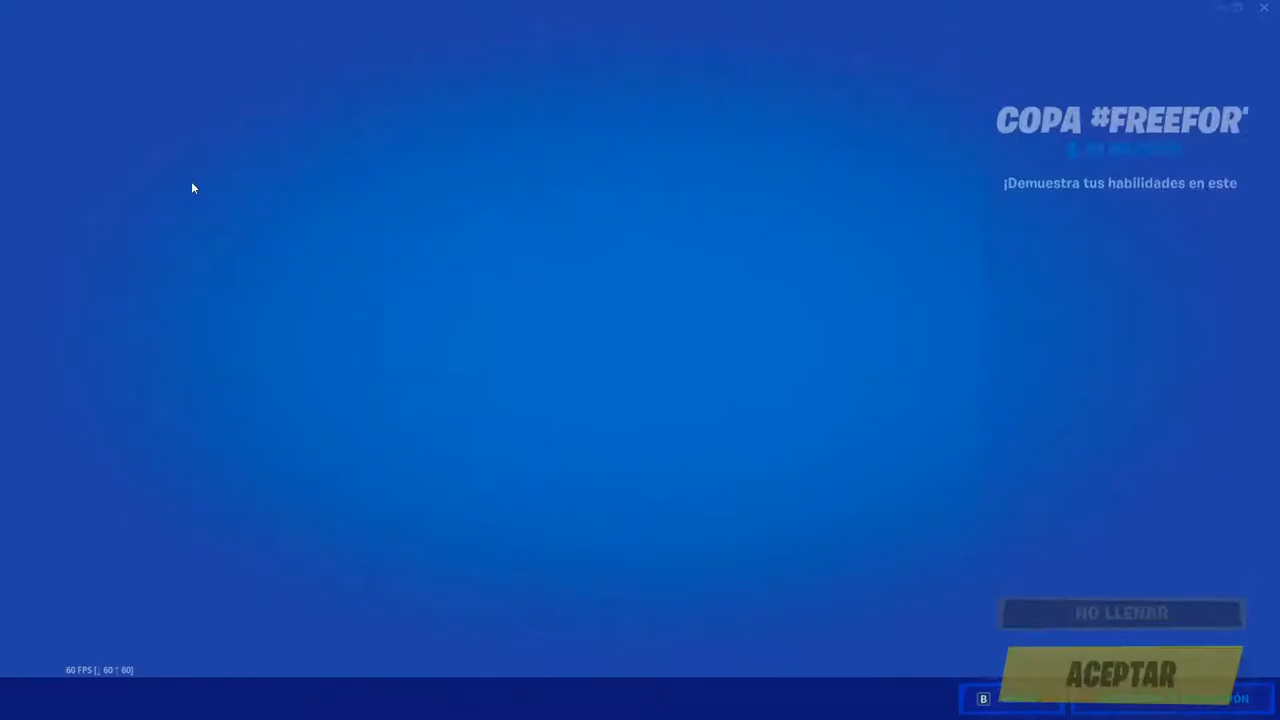 COPA #FREEFOR'
¡Demuestra tus habilidades en este
NO LLENAR
60 FPS [↓ 60 ↑ 60]
ACEPTAR
B